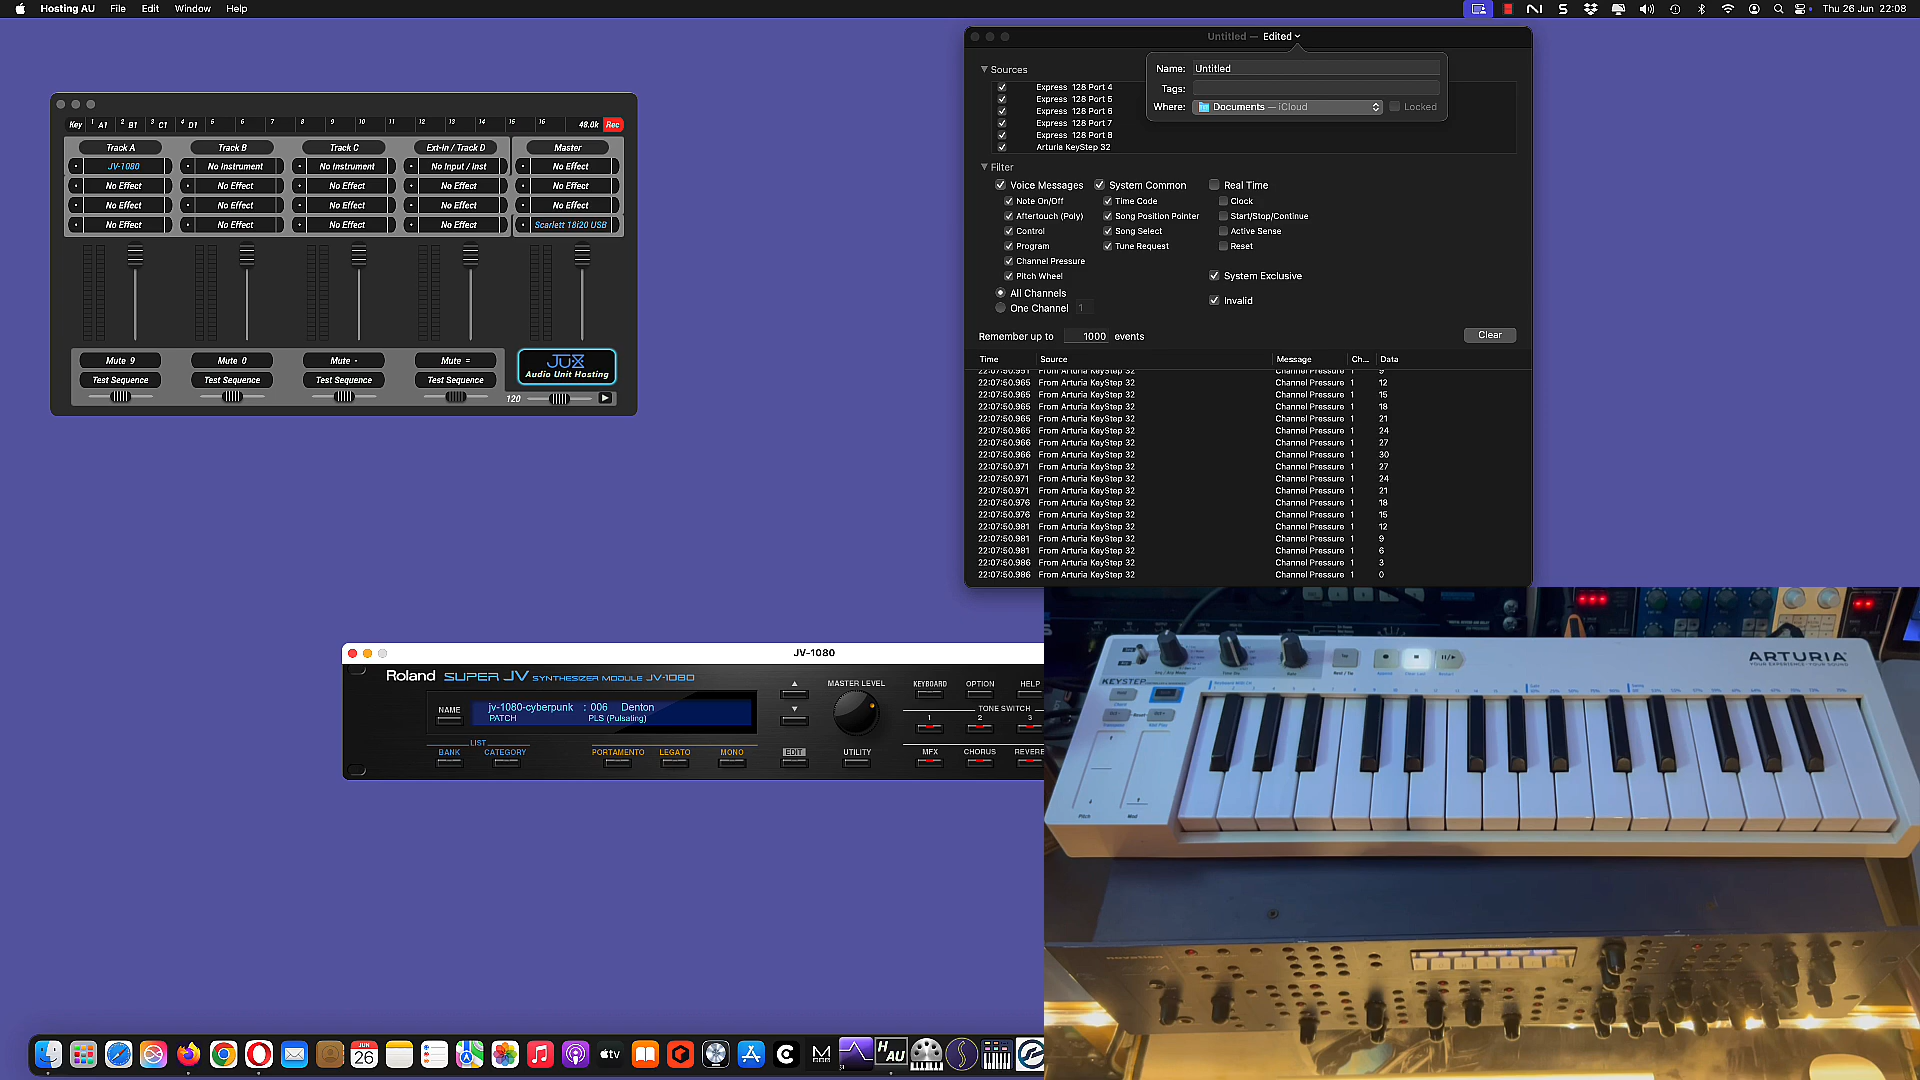 Hosting AU File Edit Window Help
Thu 26 Jun 22:08
Untitled — Edited
Name: Untitled
Tags:
Where: Documents — iCloud Locked
Sources
Express 128 Port 4
Express 128 Port 5
Express 128 Port 6
Express 128 Port 7
Express 128 Port 8
Arturia KeyStep 32
Filter
Voice Messages System Common Real Time
Note On/Off Time Code Clock
Aftertouch (Poly) Song Position Pointer Start/Stop/Continue
Control Song Select Active Sense
Program Tune Request Reset
Channel Pressure
Pitch Wheel System Exclusive
All Channels
One Channel 1 Invalid
Remember up to 1000 events Clear
Time Source Message Ch... Data
22:07:50.951 From Arturia KeyStep 32 Channel Pressure 1 9
22:07:50.965 From Arturia KeyStep 32 Channel Pressure 1 12
22:07:50.965 From Arturia KeyStep 32 Channel Pressure 1 15
22:07:50.965 From Arturia KeyStep 32 Channel Pressure 1 18
22:07:50.965 From Arturia KeyStep 32 Channel Pressure 1 21
22:07:50.965 From Arturia KeyStep 32 Channel Pressure 1 24
22:07:50.966 From Arturia KeyStep 32 Channel Pressure 1 27
22:07:50.966 From Arturia KeyStep 32 Channel Pressure 1 30
22:07:50.971 From Arturia KeyStep 32 Channel Pressure 1 27
22:07:50.971 From Arturia KeyStep 32 Channel Pressure 1 24
22:07:50.971 From Arturia KeyStep 32 Channel Pressure 1 21
22:07:50.976 From Arturia KeyStep 32 Channel Pressure 1 18
22:07:50.976 From Arturia KeyStep 32 Channel Pressure 1 15
22:07:50.981 From Arturia KeyStep 32 Channel Pressure 1 12
22:07:50.981 From Arturia KeyStep 32 Channel Pressure 1 9
22:07:50.981 From Arturia KeyStep 32 Channel Pressure 1 6
22:07:50.986 From Arturia KeyStep 32 Channel Pressure 1 3
22:07:50.986 From Arturia KeyStep 32 Channel Pressure 1 0
Key 1 A1 2 B1 3 C1 4 D1 5 6 7 8 9 10 11 12 13 14 15 16 48.0k Rec
Track A Track B Track C Ext-In / Track D Master
JV-1080 No Instrument No Instrument No Input / Inst No Effect
No Effect No Effect No Effect No Effect No Effect
No Effect No Effect No Effect No Effect No Effect
No Effect No Effect No Effect No Effect Scarlett 18i20 USB
Mute 9 Mute 0 Mute - Mute =
Test Sequence Test Sequence Test Sequence Test Sequence
JUX
Audio Unit Hosting
120
JV-1080
Roland SUPER JV SYNTHESIZER MODULE JV-1080
MASTER LEVEL KEYBOARD OPTION HELP
NAME jv-1080-cyberpunk : 006 Denton
PATCH PLS (Pulsating)
TONE SWITCH
1 2 3
LIST
BANK CATEGORY PORTAMENTO LEGATO MONO EDIT UTILITY MFX CHORUS REVERB
ARTURIA
YOUR EXPERIENCE · YOUR SOUND
KEYSTEP
Pitch Mod
novation
JUN
26
tv
H AU